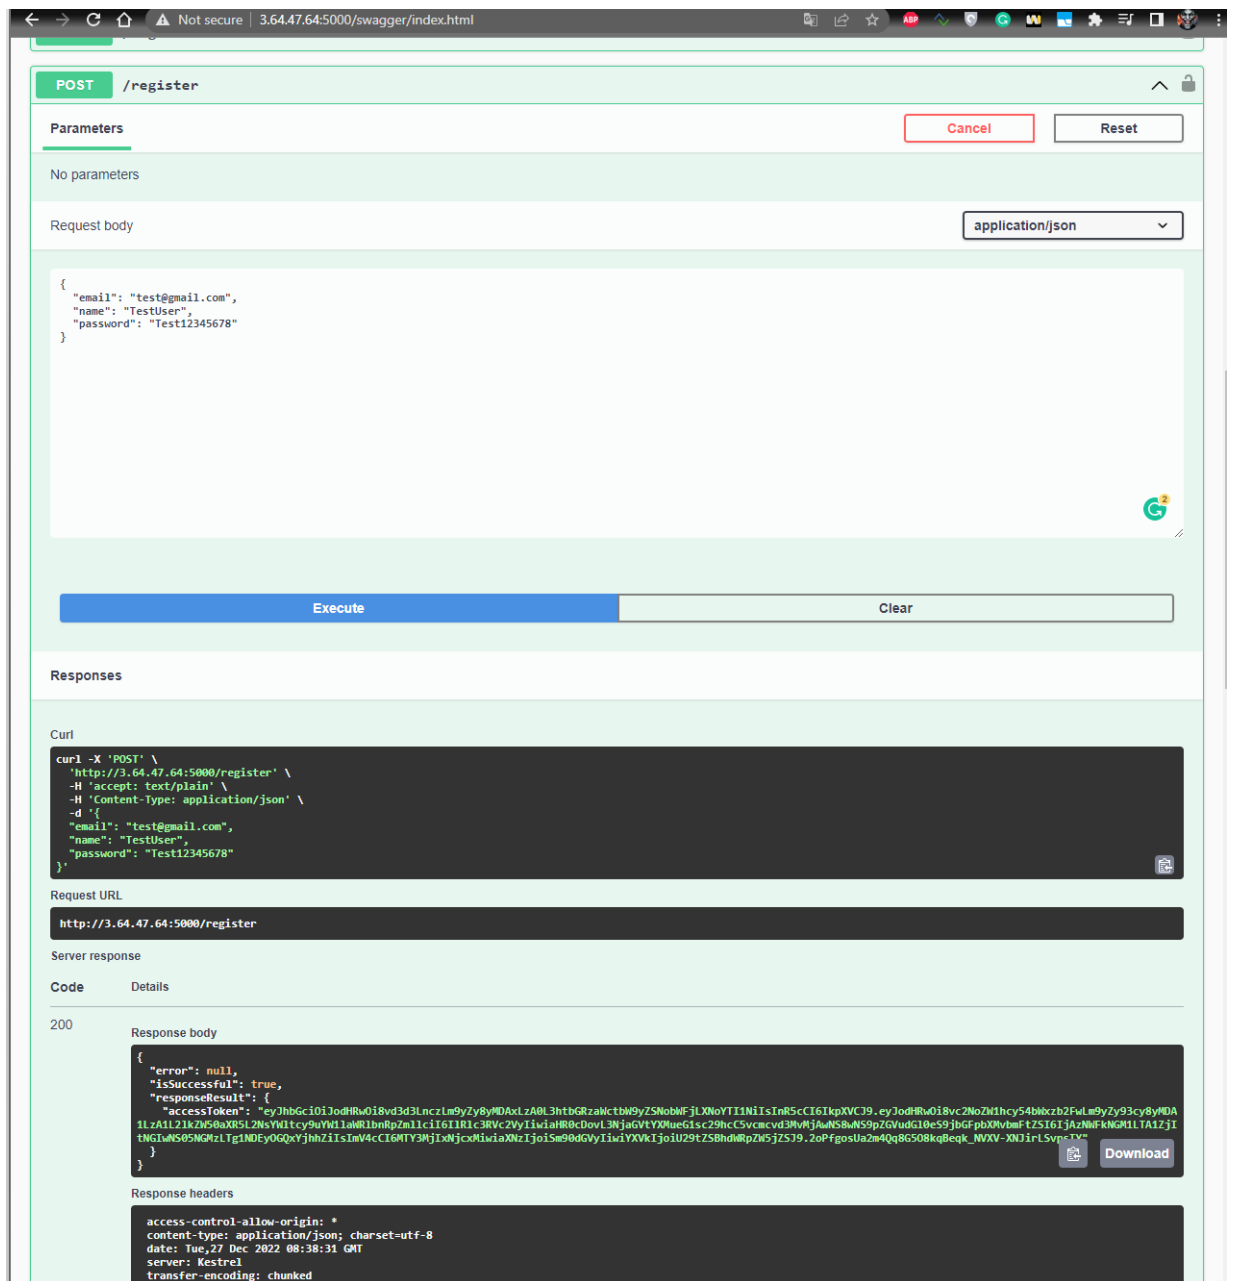 Not secure | 3.64.47.64:5000/swagger/index.html
POST /register
Parameters
Cancel
Reset
No parameters
Request body
application/json
{
"email": "test@gmail.com",
"name": "TestUser",
"password": "Test12345678"
}
2
Execute
Clear
Responses
Curl
curl -X 'POST' \
'http://3.64.47.64:5000/register' \
-H 'accept: text/plain' \
-H 'Content-Type: application/json' \
-d '{
"email": "test@gmail.com",
"name": "TestUser",
"password": "Test12345678"
}'
Request URL
http://3.64.47.64:5000/register
Server response
Code Details
200
Response body
{
"error": null,
"isSuccessful": true,
"responseResult": {
"accessToken":
}
}
Download
Response headers
access-control-allow-origin: *
content-type: application/json; charset=utf-8
date: Tue,27 Dec 2022 08:38:31 GMT
server: Kestrel
transfer-encoding: chunked